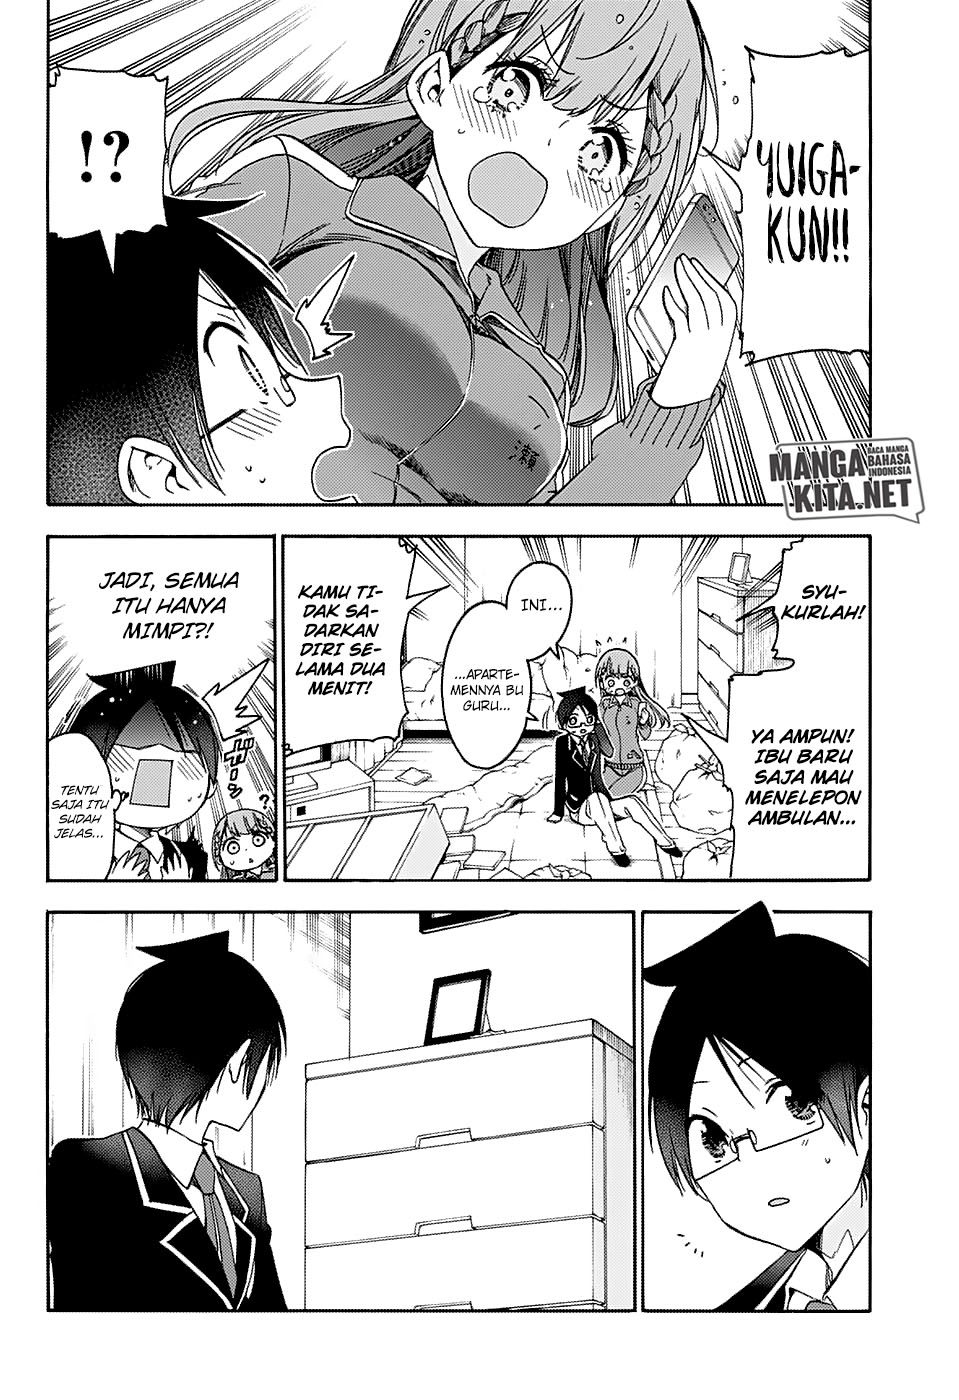 YUIGA-
KUN!!
!?
瀬
MANGA
KITA.NET
BACA MANGA
BAHASA
INDONESIA
SYU-
KURLAH!
YA AMPUN!
IBU BARU
SAJA MAU
MENELEPON
AMBULAN...
INI...
...APARTE-
MENNYA BU
GURU...
KAMU TI-
DAK SA-
DARKAN
DIRI SE-
LAMA DUA
MENIT!
JADI, SEMUA
ITU HANYA
MIMPI?!
?
TENTU
SAJA ITU
SUDAH
JELAS...